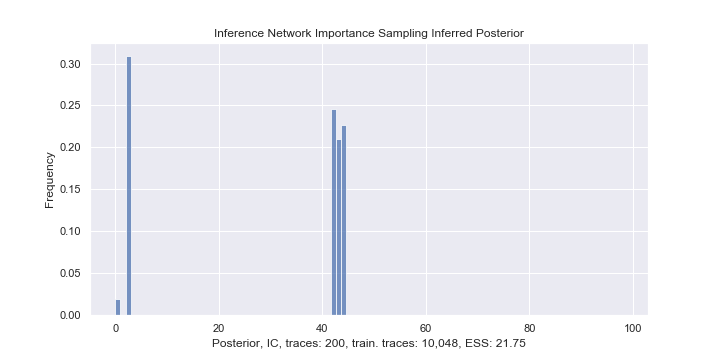 Inference Network Importance Sampling Inferred Posterior
Frequency
0.30
0.25
0.20
0.15
0.10
0.05
0.00
0 20 40 60 80 100
Posterior, IC, traces: 200, train. traces: 10,048, ESS: 21.75